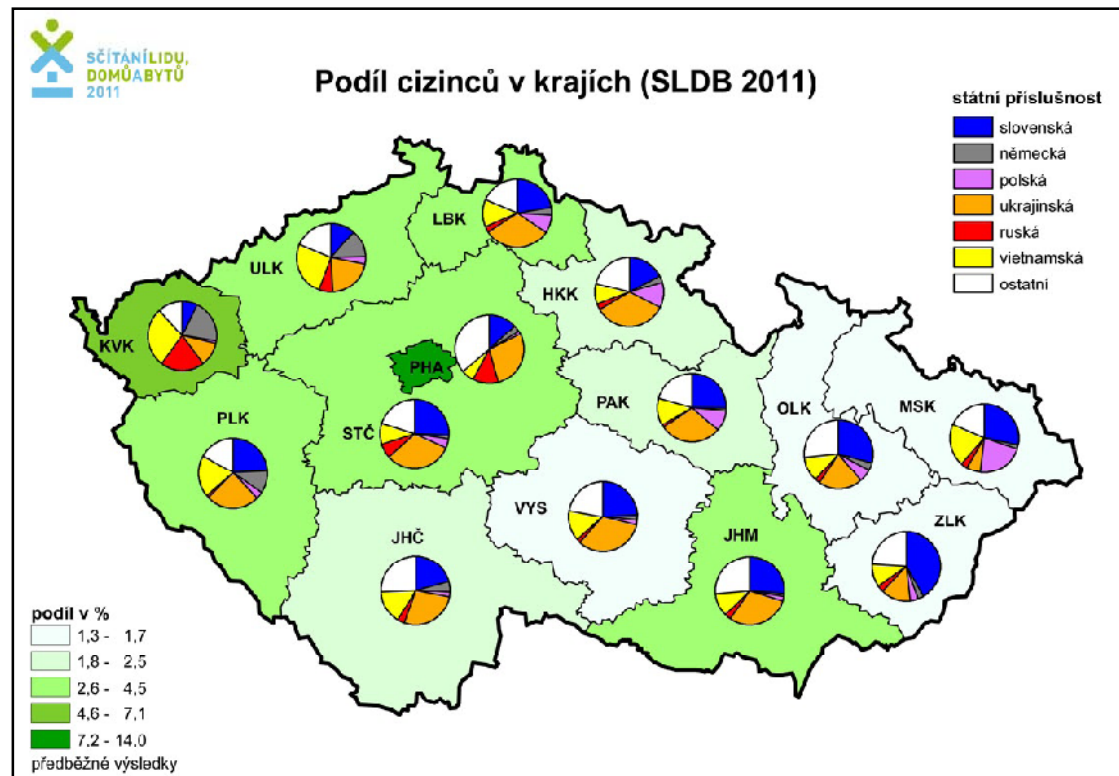 SČÍTÁNÍLIDU,
DOMŮABYTŮ
2011
Podíl cizinců v krajích (SLDB 2011)
státní příslušnost
slovenská
německá
polská
ukrajinská
ruská
vietnamská
ostatní
LBK
ULK
HKK
KVK
PHA
PAK
OLK
MSK
PLK
STČ
VYS
ZLK
JHČ
JHM
podíl v %
1,3 - 1,7
1,8 - 2,5
2,6 - 4,5
4,6 - 7,1
7,2 - 14,0
předběžné výsledky